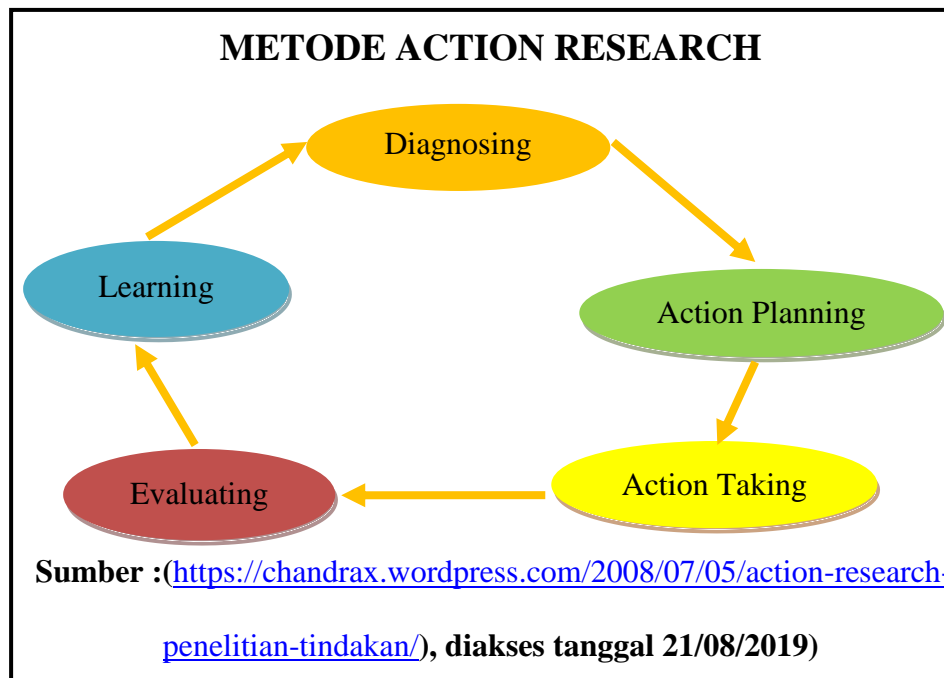 METODE ACTION RESEARCH
Diagnosing
Learning
Action Planning
Evaluating
Action Taking
Sumber :(https://chandrax.wordpress.com/2008/07/05/action-research-
penelitian-tindakan/), diakses tanggal 21/08/2019)